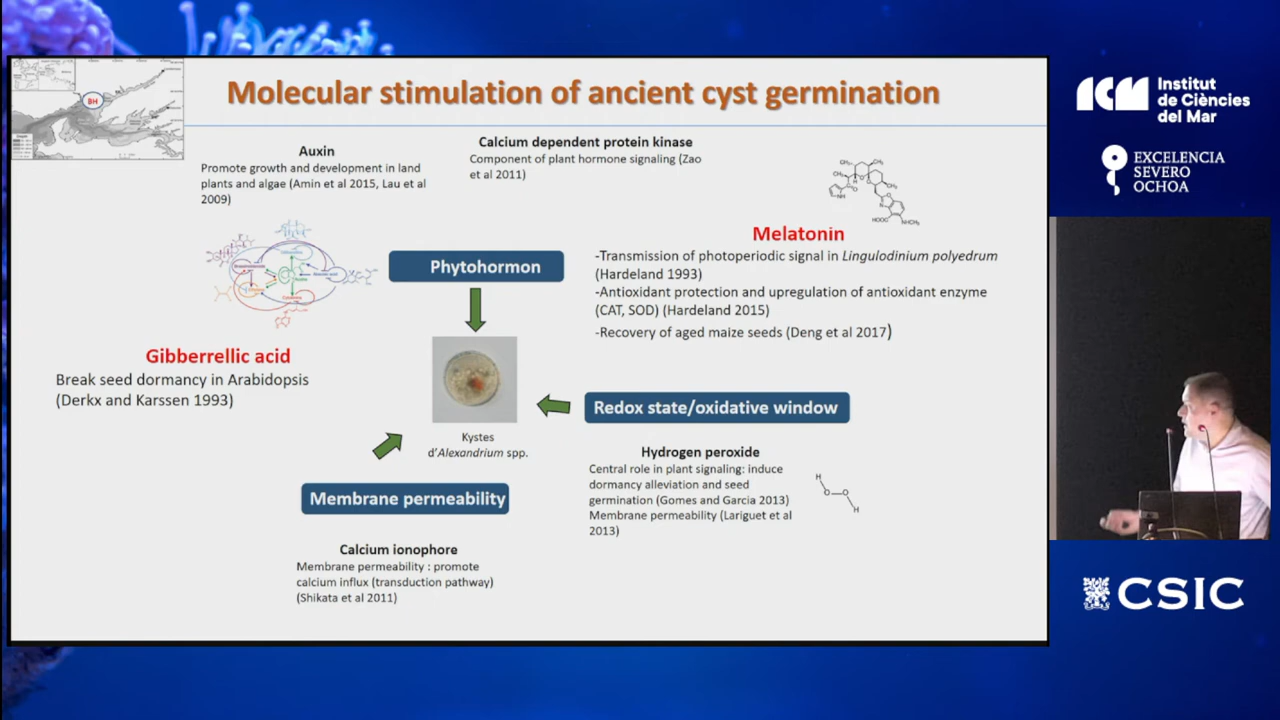 Molecular stimulation of ancient cyst germination
BH
Auxin
Promote growth and development in land
plants and algae (Amin et al 2015, Lau et al
2009)
Calcium dependent protein kinase
Component of plant hormone signaling (Zao
et al 2011)
Melatonin
-Transmission of photoperiodic signal in Lingulodinium polyedrum
(Hardeland 1993)
-Antioxidant protection and upregulation of antioxidant enzyme
(CAT, SOD) (Hardeland 2015)
-Recovery of aged maize seeds (Deng et al 2017)
Phytohormon
Gibberrellic acid
Break seed dormancy in Arabidopsis
(Derkx and Karssen 1993)
Redox state/oxidative window
Kystes
d'Alexandrium spp.
Hydrogen peroxide
Central role in plant signaling: induce
dormancy alleviation and seed
germination (Gomes and Garcia 2013)
Membrane permeability (Lariguet et al
2013)
H
O
O
H
Membrane permeability
Calcium ionophore
Membrane permeability : promote
calcium influx (transduction pathway)
(Shikata et al 2011)
ICM
Institut
de Ciències
del Mar
EXCELENCIA
SEVERO
OCHOA
CSIC